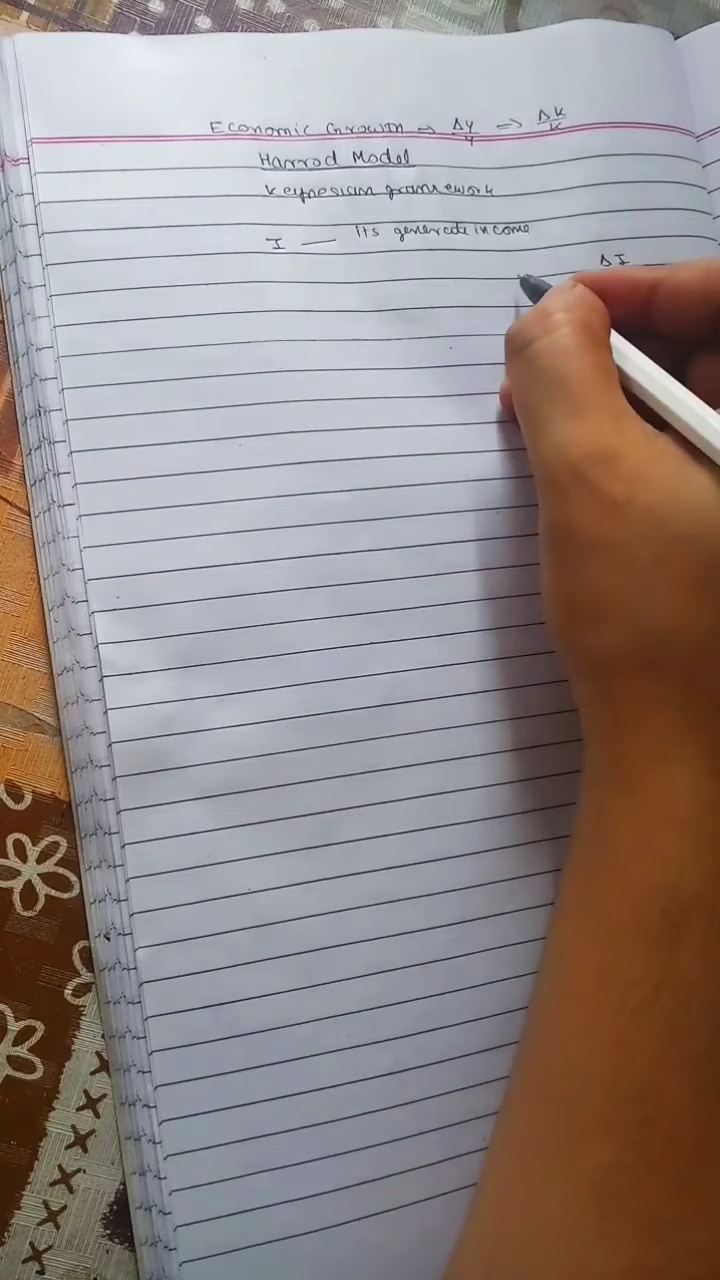 Economic Growth → ΔY/Y => ΔK/K
Harrod Model
Keynesian framework
I — its generate income
ΔI